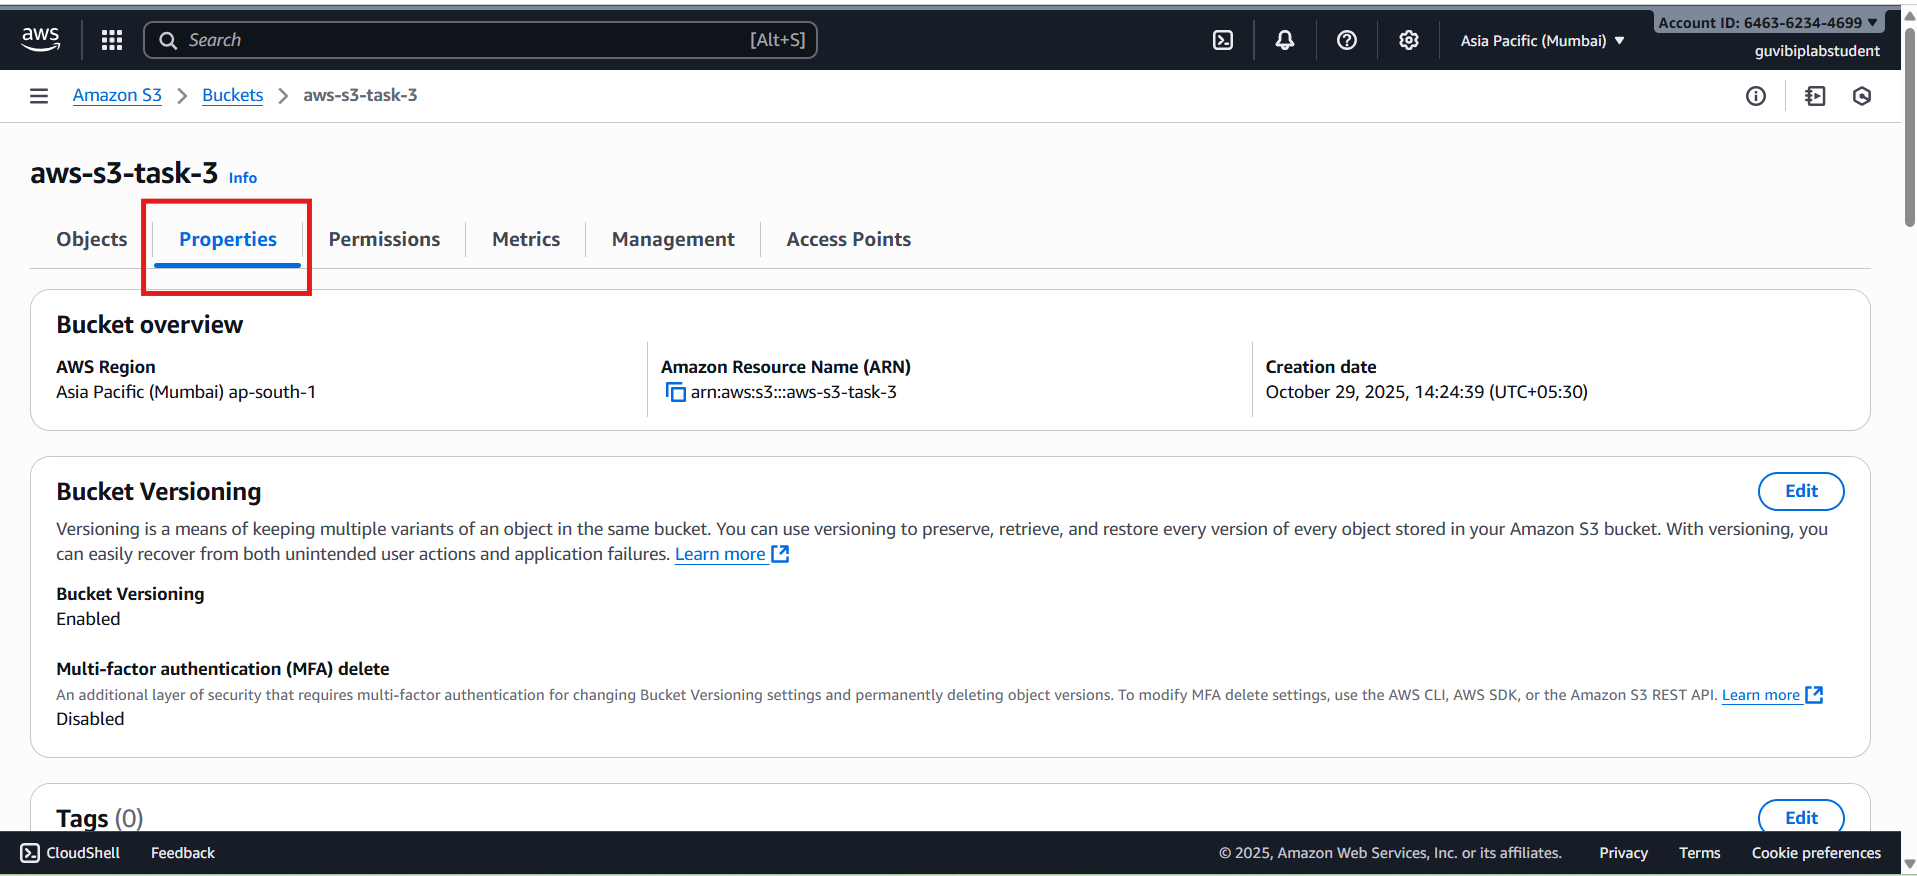 aws
Search
[Alt+S]
Asia Pacific (Mumbai)
Account ID: 6463-6234-4699
guvibiplabstudent
Amazon S3 > Buckets > aws-s3-task-3
aws-s3-task-3 Info
Objects
Properties
Permissions
Metrics
Management
Access Points
Bucket overview
AWS Region
Asia Pacific (Mumbai) ap-south-1
Amazon Resource Name (ARN)
arn:aws:s3:::aws-s3-task-3
Creation date
October 29, 2025, 14:24:39 (UTC+05:30)
Bucket Versioning
Edit
Versioning is a means of keeping multiple variants of an object in the same bucket. You can use versioning to preserve, retrieve, and restore every version of every object stored in your Amazon S3 bucket. With versioning, you
can easily recover from both unintended user actions and application failures. Learn more
Bucket Versioning
Enabled
Multi-factor authentication (MFA) delete
An additional layer of security that requires multi-factor authentication for changing Bucket Versioning settings and permanently deleting object versions. To modify MFA delete settings, use the AWS CLI, AWS SDK, or the Amazon S3 REST API. Learn more
Disabled
Tags (0)
Edit
CloudShell
Feedback
© 2025, Amazon Web Services, Inc. or its affiliates.
Privacy
Terms
Cookie preferences